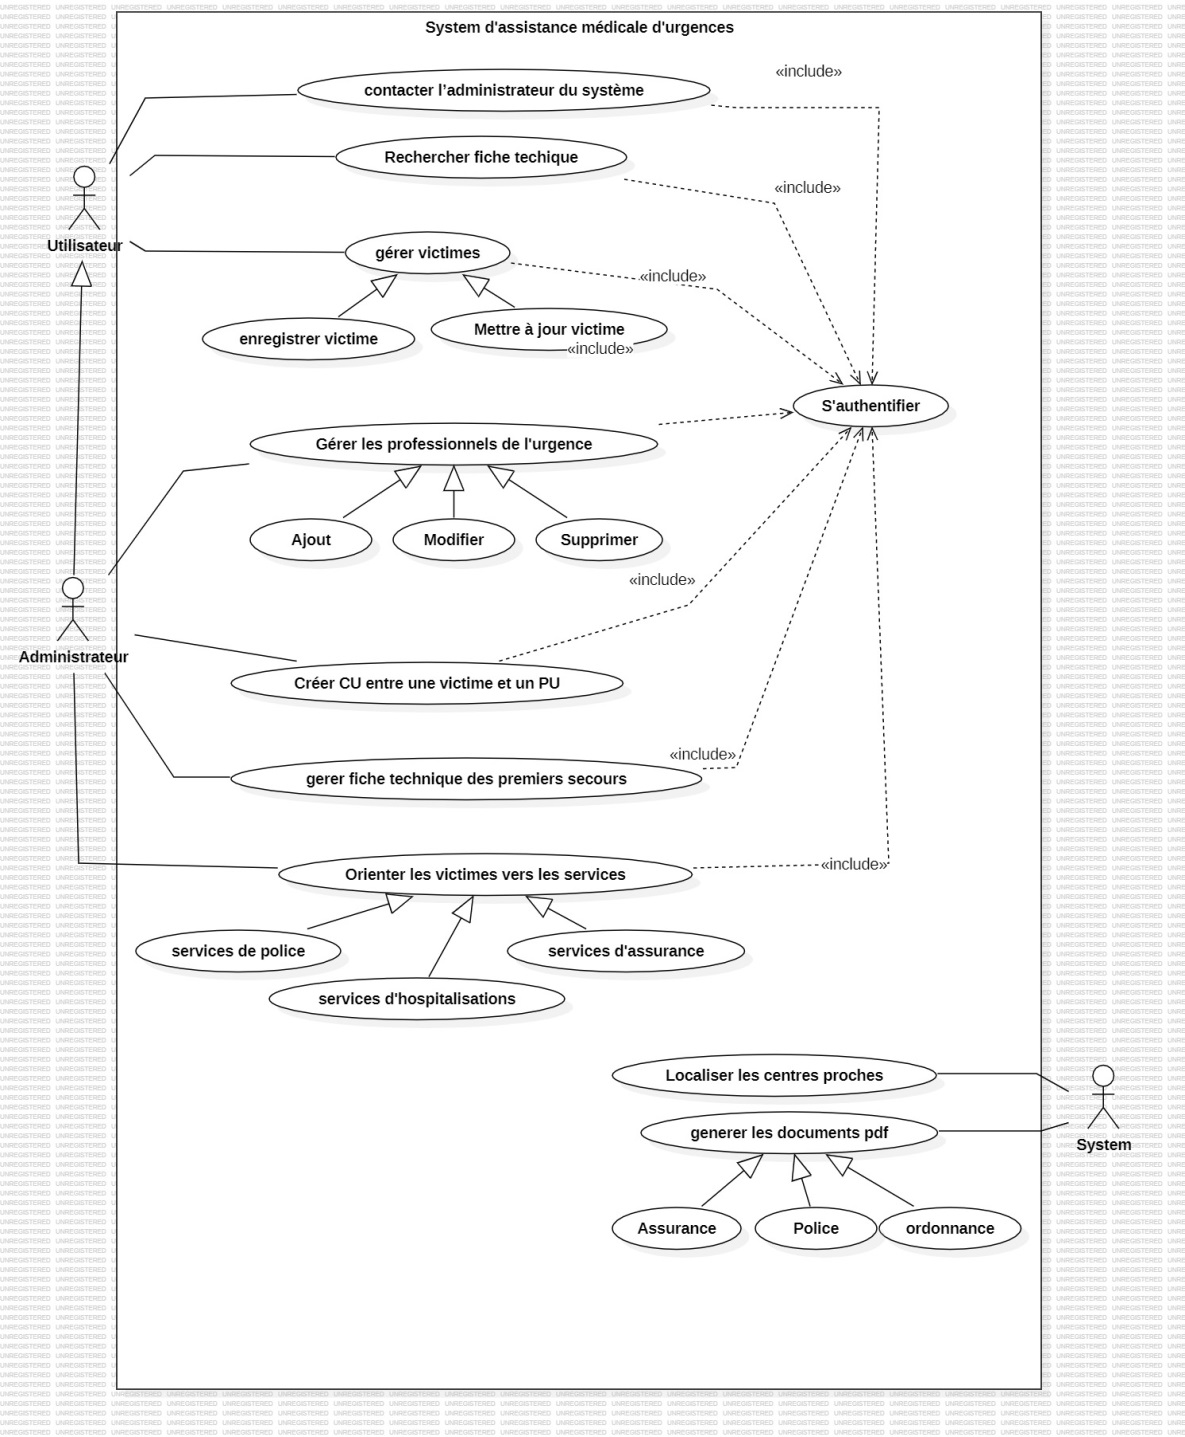 System d'assistance médicale d'urgences
«include»
contacter l'administrateur du système
Rechercher fiche techique
«include»
Utilisateur
gérer victimes
«include»
enregistrer victime
Mettre à jour victime
«include»
S'authentifier
Gérer les professionnels de l'urgence
Ajout
Modifier
Supprimer
«include»
Administrateur
Créer CU entre une victime et un PU
«include»
gerer fiche technique des premiers secours
«include»
Orienter les victimes vers les services
services de police
services d'assurance
services d'hospitalisations
Localiser les centres proches
generer les documents pdf
System
Assurance
Police
ordonnance
UNREGISTERED